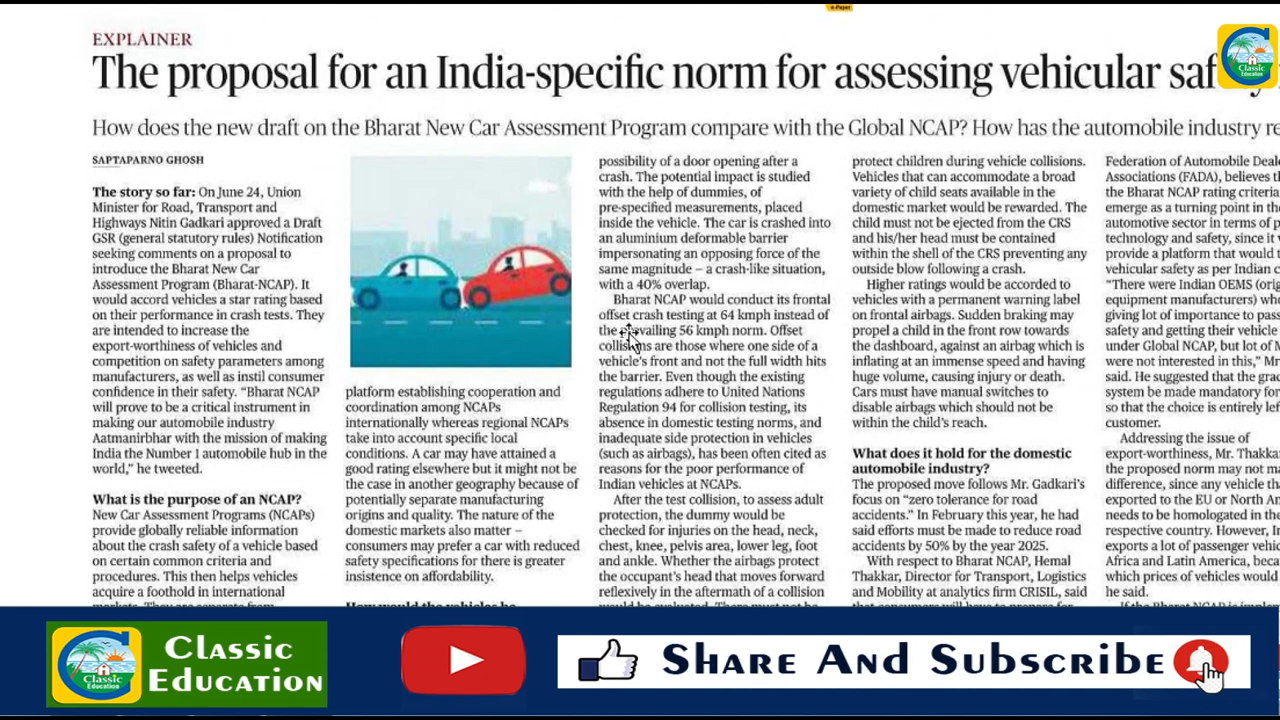 e-Paper
EXPLAINER
The proposal for an India-specific norm for assessing vehicular
How does the new draft on the Bharat New Car Assessment Program compare with the Global NCAP? How has the automobile industry
SAPTAPARNO GHOSH
The story so far: On June 24, Union
Minister for Road, Transport and
Highways Nitin Gadkari approved a Draft
GSR (general statutory rules) Notification
seeking comments on a proposal to
introduce the Bharat New Car
Assessment Program (Bharat-NCAP). It
would accord vehicles a star rating based
on their performance in crash tests. They
are intended to increase the
export-worthiness of vehicles and
competition on safety parameters among
manufacturers, as well as instil consumer
confidence in their safety. “Bharat NCAP
will prove to be a critical instrument in
making our automobile industry
Aatmanirbhar with the mission of making
India the Number 1 automobile hub in the
world,” he tweeted.
What is the purpose of an NCAP?
New Car Assessment Programs (NCAPs)
provide globally reliable information
about the crash safety of a vehicle based
on certain common criteria and
procedures. This then helps vehicles
acquire a foothold in international
markets. They are separate from
platform establishing cooperation and
coordination among NCAPs
internationally whereas regional NCAPs
take into account specific local
conditions. A car may have attained a
good rating elsewhere but it might not be
the case in another geography because of
potentially separate manufacturing
origins and quality. The nature of the
domestic markets also matter –
consumers may prefer a car with reduced
safety specifications for there is greater
insistence on affordability.
How would the vehicles be
possibility of a door opening after a
crash. The potential impact is studied
with the help of dummies, of
pre-specified measurements, placed
inside the vehicle. The car is crashed into
an aluminium deformable barrier
impersonating an opposing force of the
same magnitude – a crash-like situation,
with a 40% overlap.
Bharat NCAP would conduct its frontal
offset crash testing at 64 kmph instead of
the prevailing 56 kmph norm. Offset
collisions are those where one side of a
vehicle’s front and not the full width hits
the barrier. Even though the existing
regulations adhere to United Nations
Regulation 94 for collision testing, its
absence in domestic testing norms, and
inadequate side protection in vehicles
(such as airbags), has been often cited as
reasons for the poor performance of
Indian vehicles at NCAPs.
After the test collision, to assess adult
protection, the dummy would be
checked for injuries on the head, neck,
chest, knee, pelvis area, lower leg, foot
and ankle. Whether the airbags protect
the occupant’s head that moves forward
reflexively in the aftermath of a collision
would be evaluated. There must not be
protect children during vehicle collisions.
Vehicles that can accommodate a broad
variety of child seats available in the
domestic market would be rewarded. The
child must not be ejected from the CRS
and his/her head must be contained
within the shell of the CRS preventing any
outside blow following a crash.
Higher ratings would be accorded to
vehicles with a permanent warning label
on frontal airbags. Sudden braking may
propel a child in the front row towards
the dashboard, against an airbag which is
inflating at an immense speed and having
huge volume, causing injury or death.
Cars must have manual switches to
disable airbags which should not be
within the child’s reach.
What does it hold for the domestic
automobile industry?
The proposed move follows Mr. Gadkari’s
focus on “zero tolerance for road
accidents.” In February this year, he had
said efforts must be made to reduce road
accidents by 50% by the year 2025.
With respect to Bharat NCAP, Hemal
Thakkar, Director for Transport, Logistics
and Mobility at analytics firm CRISIL, said
that consumers will have to prepare for
Federation of Automobile
Associations (FADA), believes
the Bharat NCAP rating criteria
emerge as a turning point in the
automotive sector in terms of
technology and safety, since it
provide a platform that would
vehicular safety as per Indian
“There were Indian OEMS
equipment manufacturers)
giving lot of importance to
safety and getting their vehicle
under Global NCAP, but lot of
were not interested in this,”
said. He suggested that the
system be made mandatory
so that the choice is entirely
customer.
Addressing the issue of
export-worthiness, Mr.
the proposed norm may not
difference, since any vehicle
exported to the EU or North
needs to be homologated in the
respective country. However,
exports a lot of passenger
Africa and Latin America,
which prices of vehicles would
he said.
If the Bharat NCAP is
Classic
Education
Classic
Education
Share And Subscribe
Classic
Education